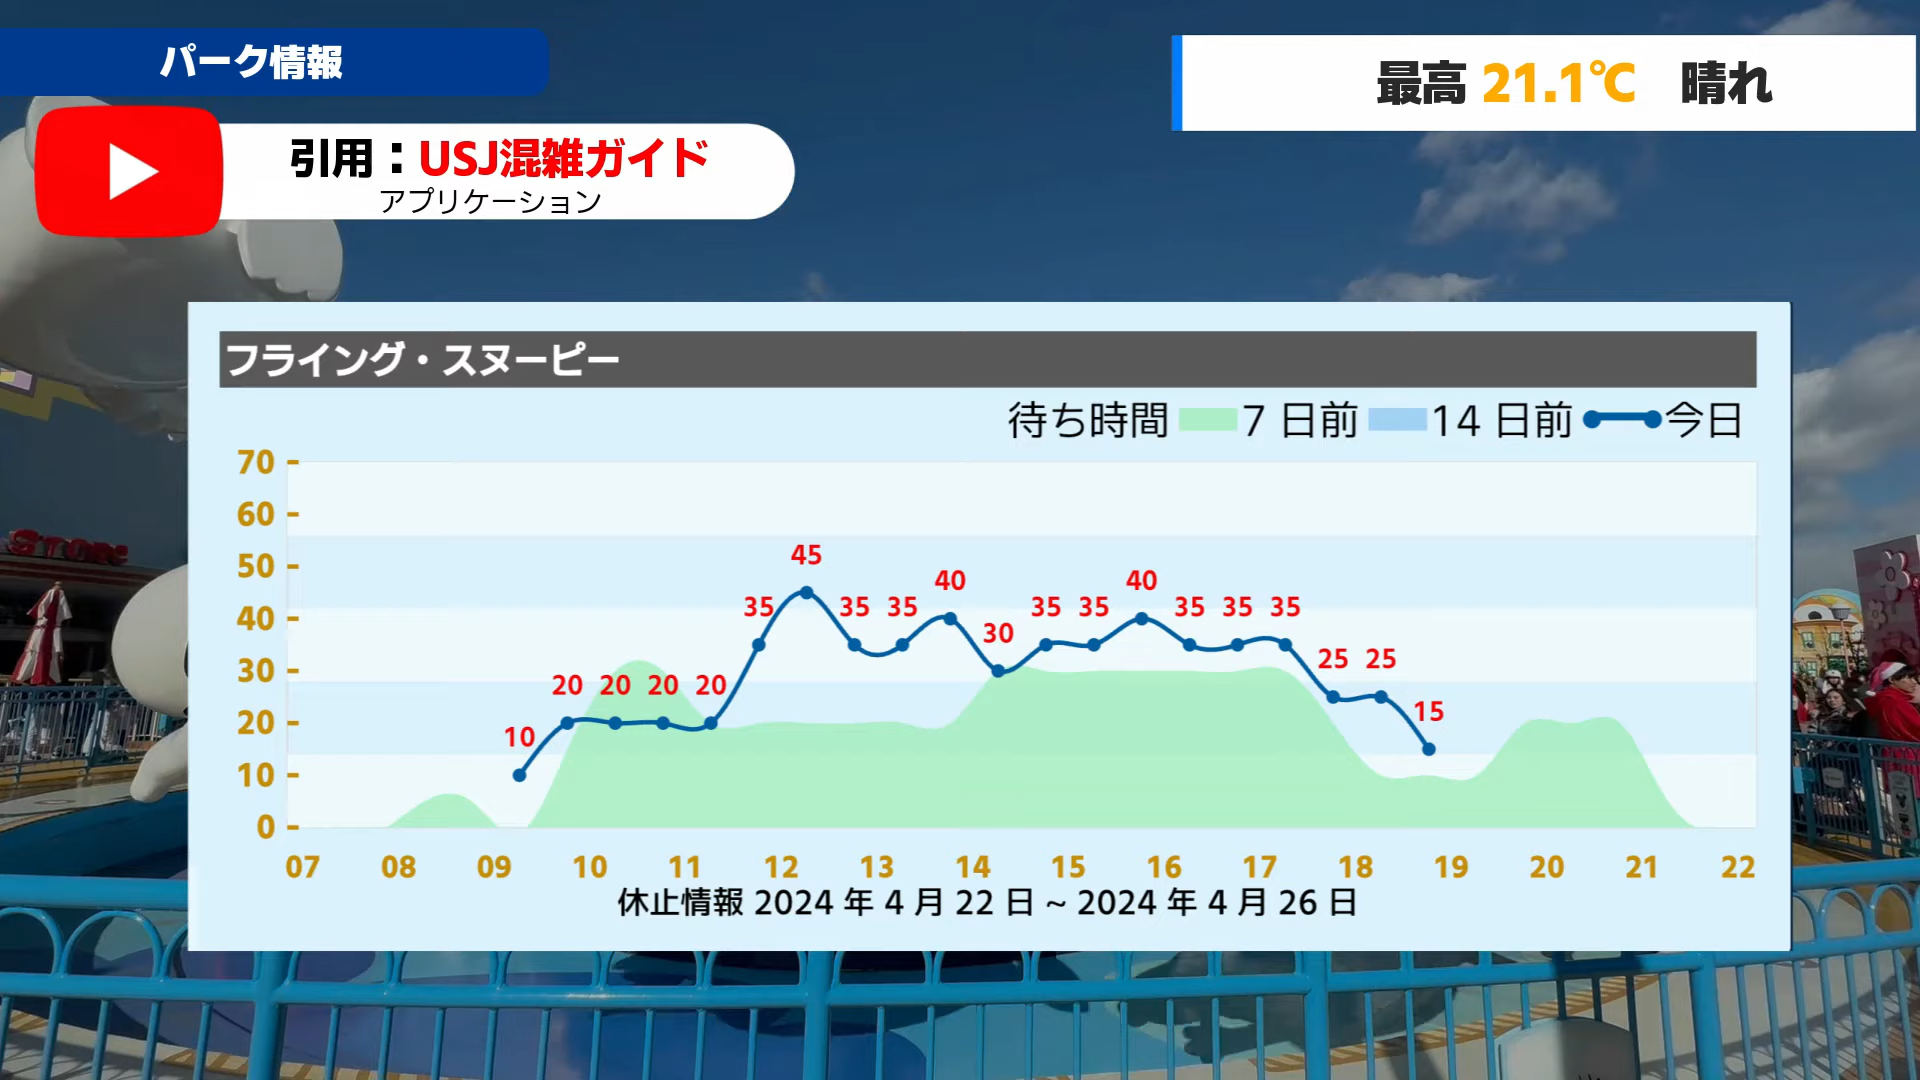 パーク情報
最高 21.1℃ 晴れ
引用：USJ混雑ガイド
アプリケーション
フライング・スヌーピー
待ち時間 7 日前 14 日前 今日
70
60
50
40
30
20
10
0
10 20 20 20 20 35 45 35 35 40 30 35 35 40 35 35 35 25 25 15
07 08 09 10 11 12 13 14 15 16 17 18 19 20 21 22
休止情報 2024 年 4 月 22 日 ~ 2024 年 4 月 26 日
STORE